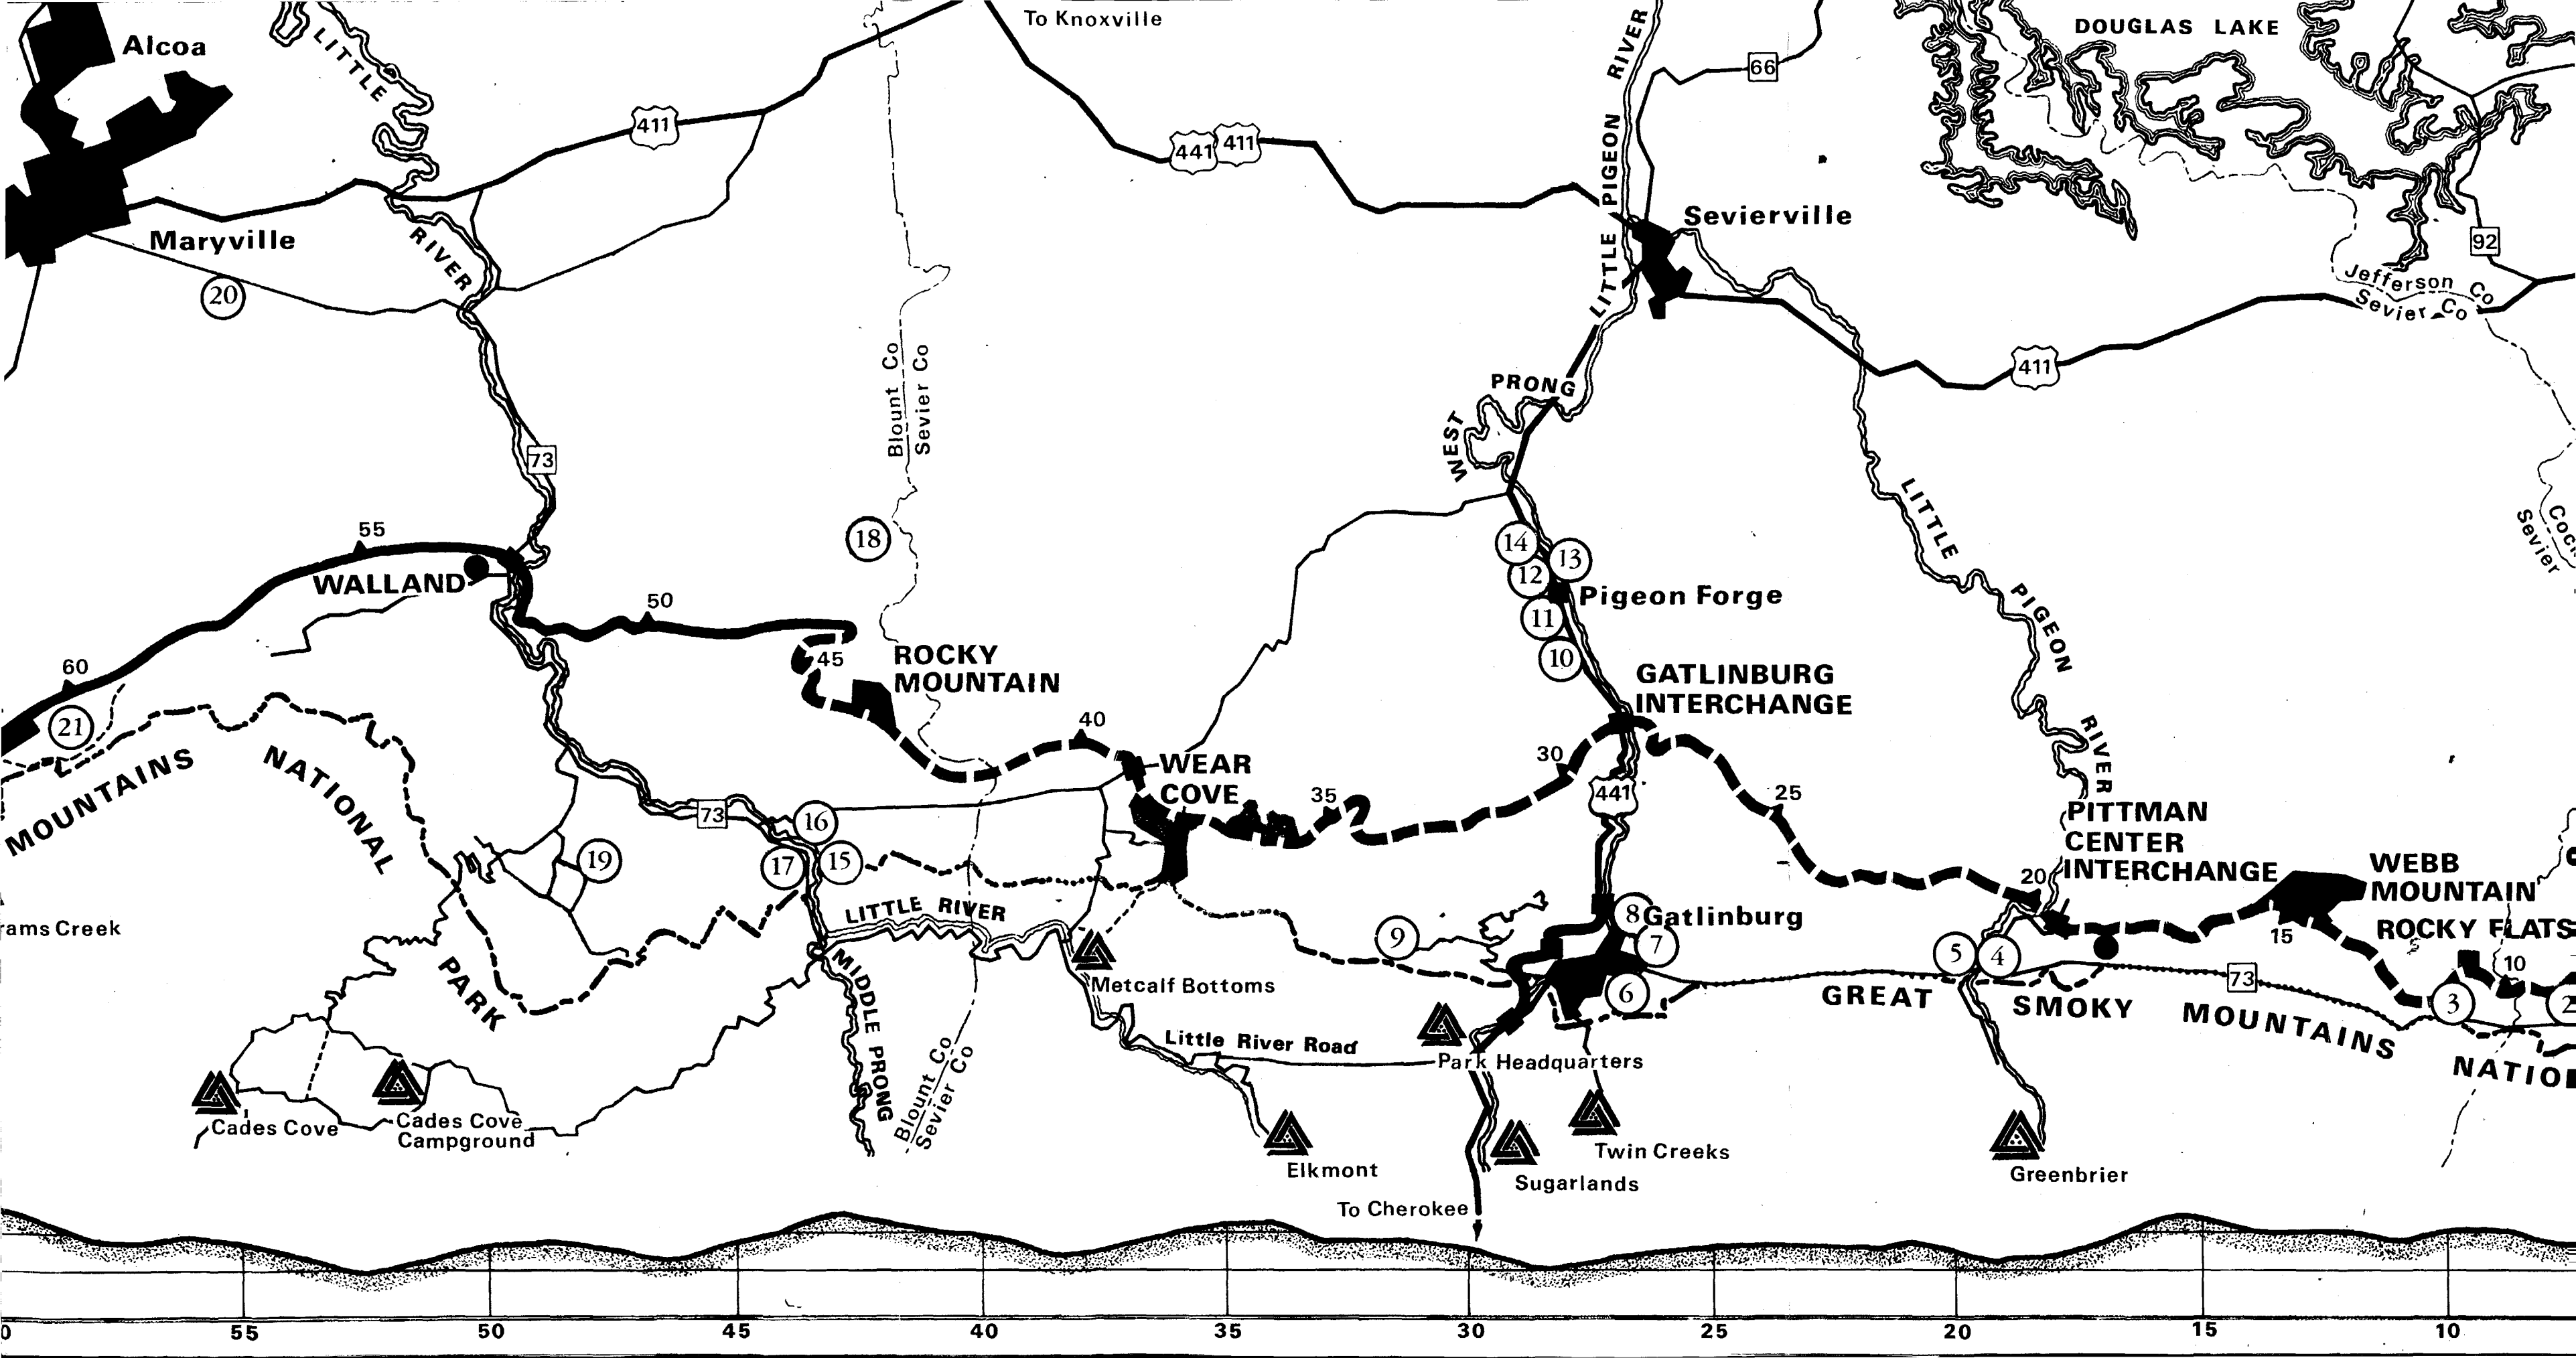 To Knoxville
DOUGLAS LAKE
Alcoa
LITTLE
RIVER
66
411
441
411
LITTLE PIGEON RIVER
Sevierville
Maryville
20
92
Jefferson Co
Sevier Co
Blount Co
Sevier Co
411
PRONG
WEST
73
LITTLE
PIGEON
RIVER
Sevier
18
55
WALLAND
50
14
13
12
Pigeon Forge
11
10
60
45
ROCKY
MOUNTAIN
GATLINBURG
INTERCHANGE
21
40
MOUNTAINS
NATIONAL
PARK
WEAR
COVE
30
35
441
25
73
16
PITTMAN
CENTER
INTERCHANGE
17
15
19
20
WEBB
MOUNTAIN
LITTLE RIVER
8
Gatlinburg
7
9
15
ROCKY FLATS
rams Creek
5
4
10
Metcalf Bottoms
6
GREAT
SMOKY
73
MOUNTAINS
NATIO
3
2
MIDDLE PRONG
Little River Road
Park Headquarters
Blount Co
Sevier Co
Cades Cove
Cades Cove
Campground
Elkmont
Sugarlands
Twin Creeks
Greenbrier
To Cherokee
0 55 50 45 40 35 30 25 20 15 10